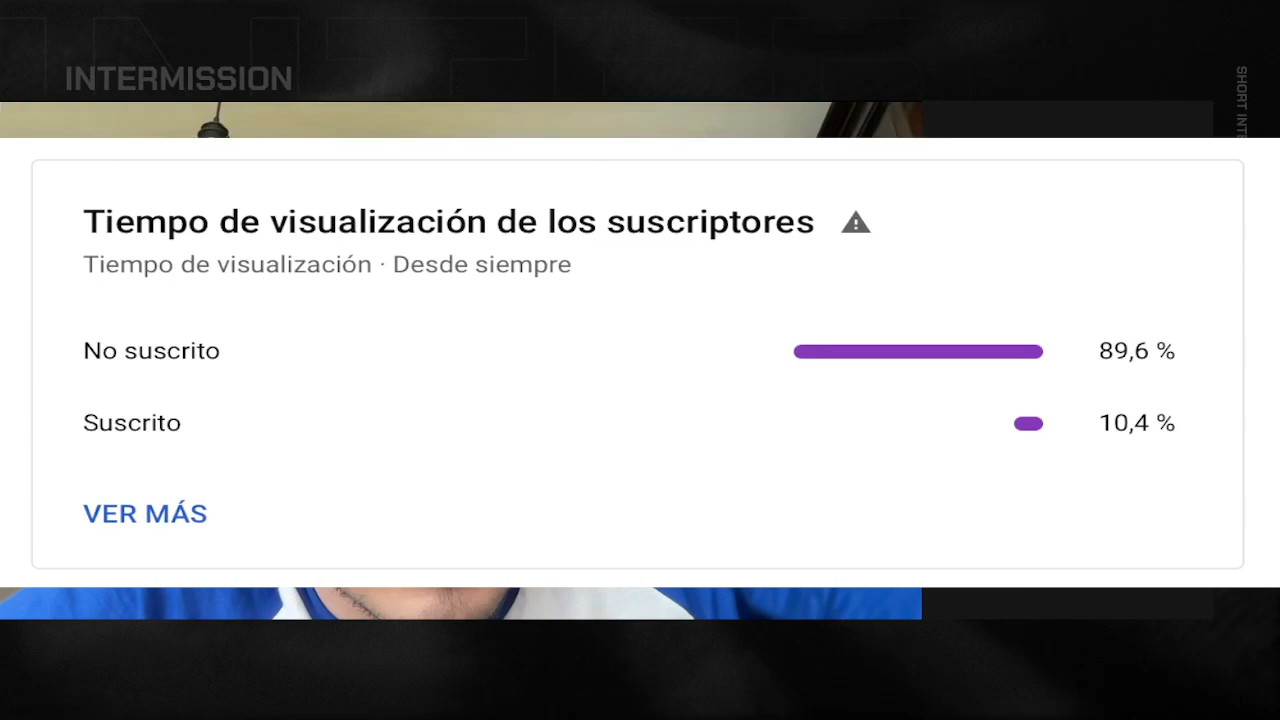 INTERMISSION
Tiempo de visualización de los suscriptores
Tiempo de visualización · Desde siempre
No suscrito 89,6 %
Suscrito 10,4 %
VER MÁS
SHORT